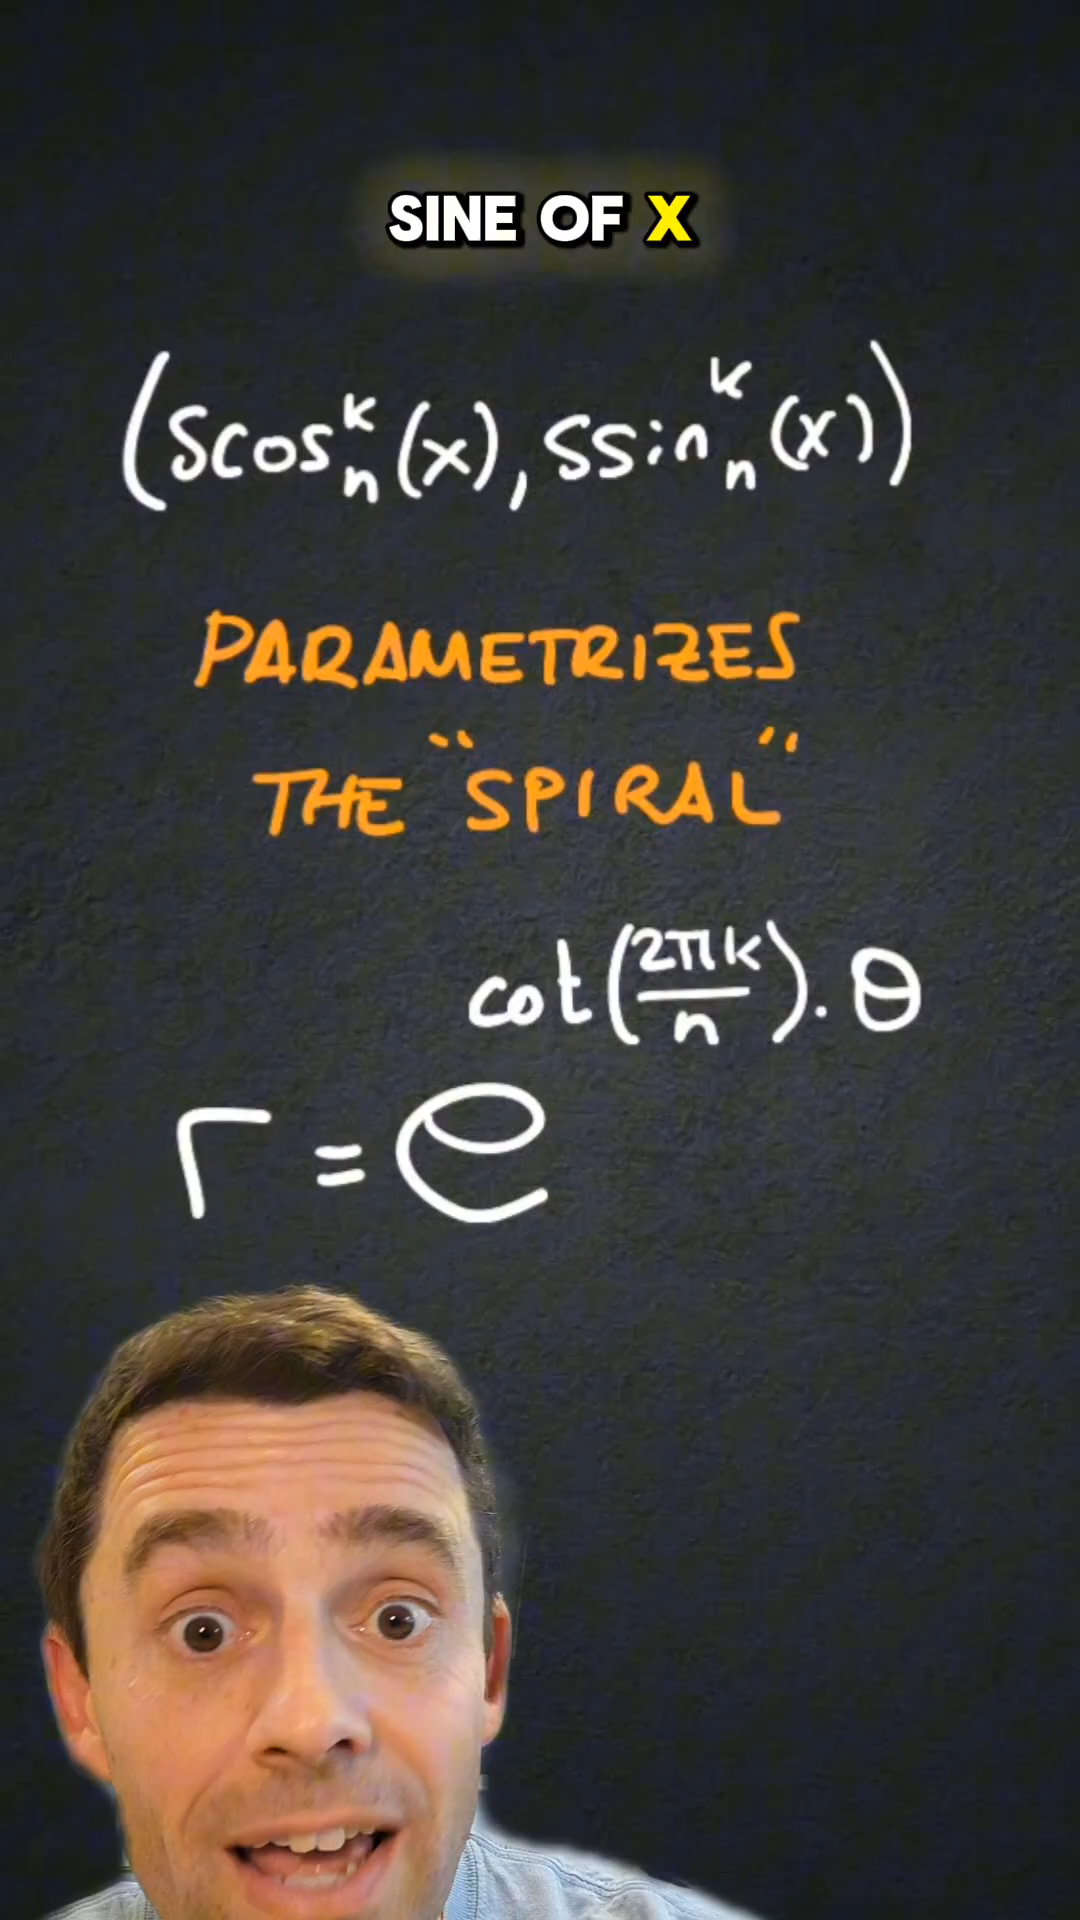 SINE OF X
(Scos^k_n(x), Ssin^k_n(x))
PARAMETRIZES
THE "SPIRAL"
r = e^{cot(2πk/n).θ}